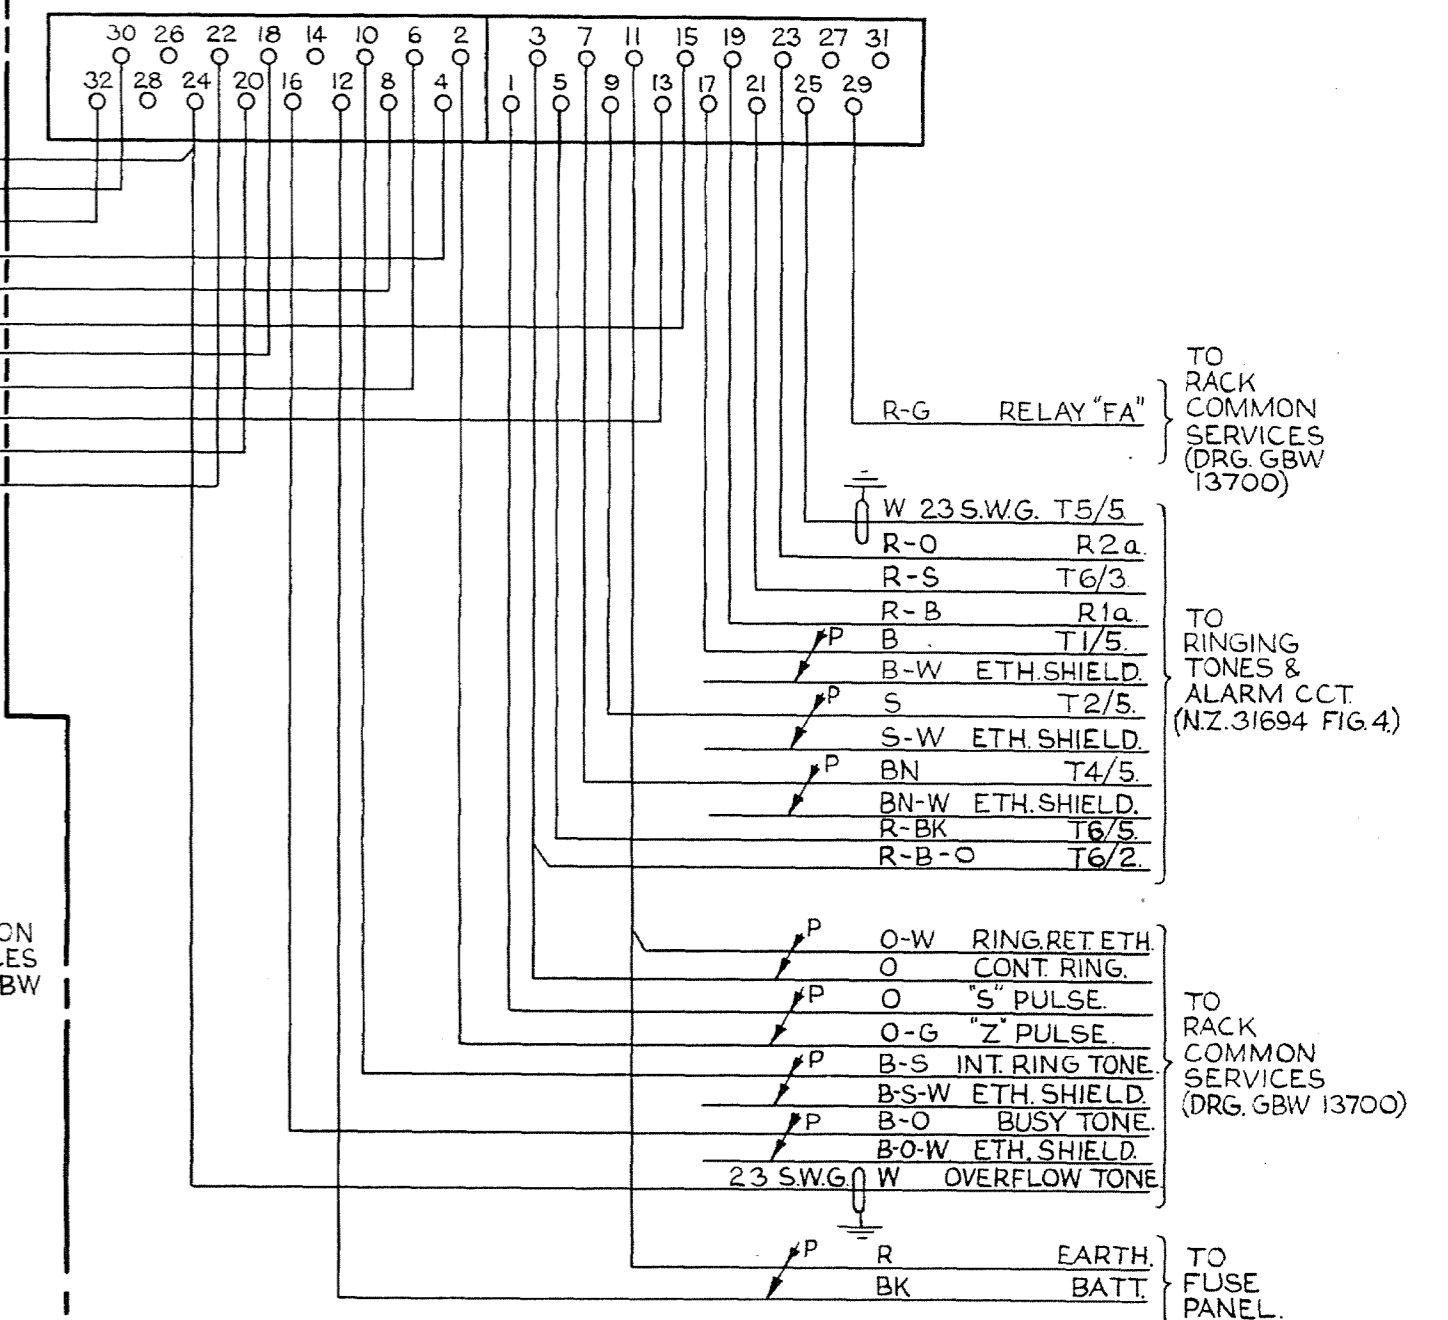 30 26 22 18 14 10 6 2 3 7 11 15 19 23 27 31
32 28 24 20 16 12 8 4 1 5 9 13 17 21 25 29
R-G RELAY "FA"
TO
RACK
COMMON
SERVICES
(DRG. GBW
13700)
W 23 S.W.G. T5/5.
R-O R2a.
R-S T6/3.
R-B R1a.
P B T1/5.
B-W ETH. SHIELD.
P S T2/5.
S-W ETH. SHIELD.
P BN T4/5.
BN-W ETH. SHIELD.
R-BK T6/5.
R-B-O T6/2.
TO
RINGING
TONES &
ALARM CCT.
(N.Z. 31694 FIG. 4.)
P O-W RING. RET. ETH.
O CONT. RING.
P O "S" PULSE.
O-G "Z" PULSE.
P B-S INT. RING TONE.
B-S-W ETH. SHIELD.
P B-O BUSY TONE.
B-O-W ETH. SHIELD.
23 S.W.G. W OVERFLOW TONE
TO
RACK
COMMON
SERVICES
(DRG. GBW 13700)
P R EARTH.
BK BATT.
TO
FUSE
PANEL.
ON
CES
BW